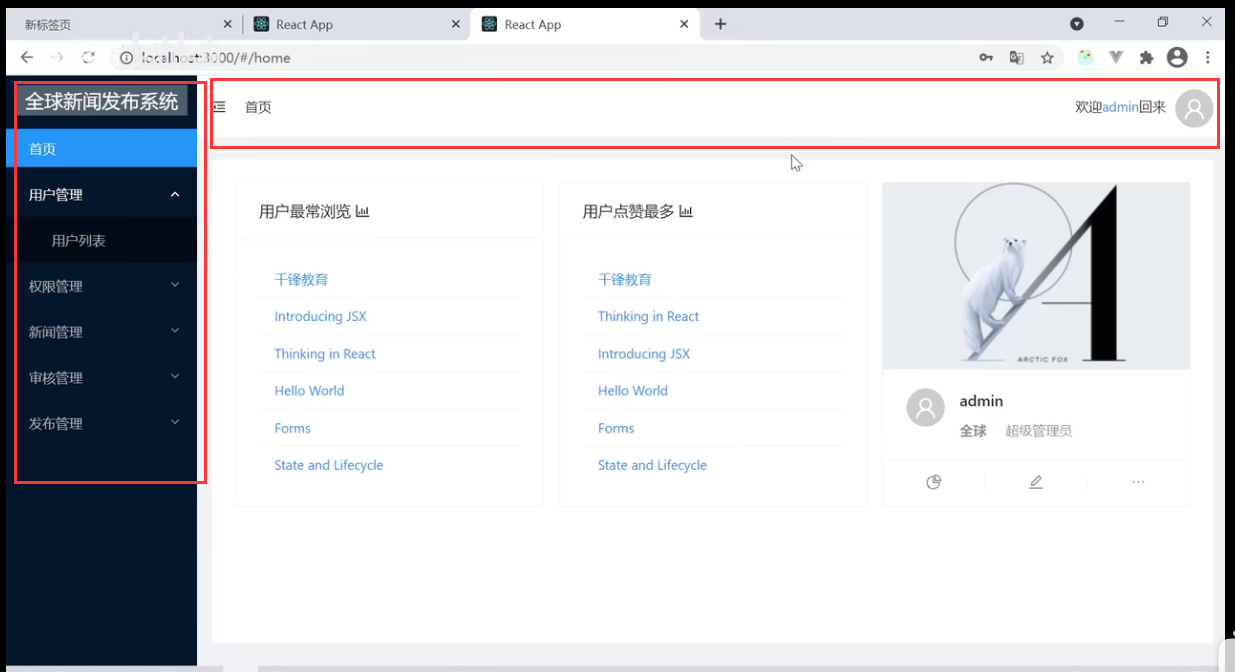 新标签页
React App
React App
localhost:3000/#/home
全球新闻发布系统
首页
用户管理
用户列表
权限管理
新闻管理
审核管理
发布管理
首页
欢迎admin回来
用户最常浏览
千锋教育
Introducing JSX
Thinking in React
Hello World
Forms
State and Lifecycle
用户点赞最多
千锋教育
Thinking in React
Introducing JSX
Hello World
Forms
State and Lifecycle
A
ARCTIC FOX
admin
全球 超级管理员